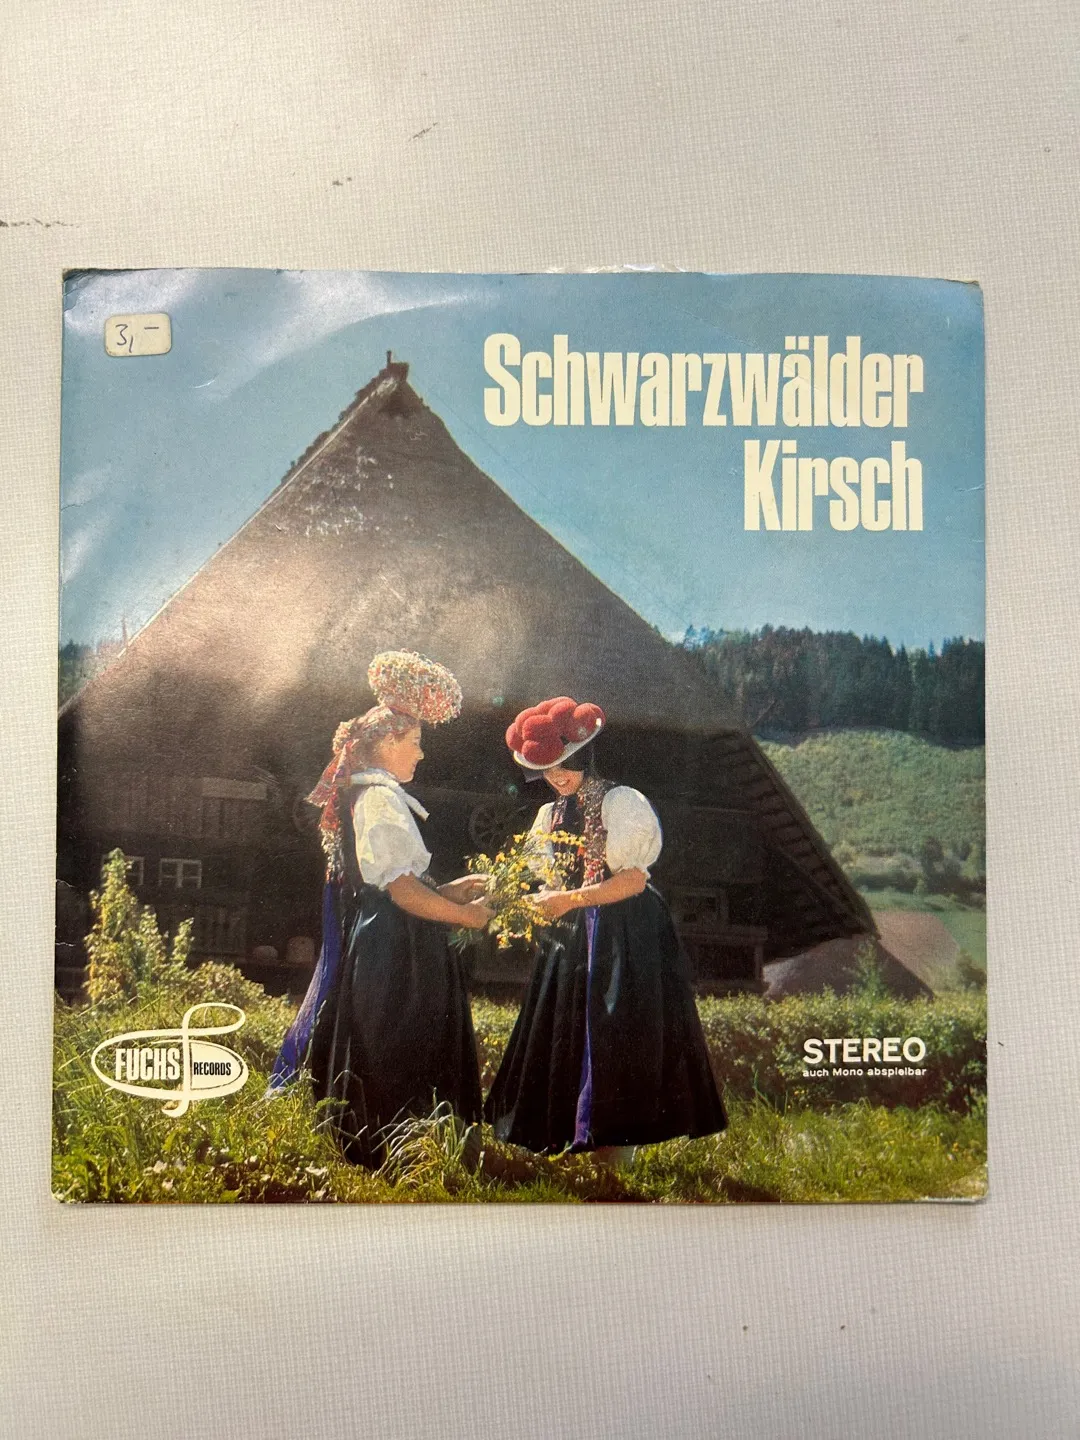 3,-
Schwarzwälder
Kirsch
FUCHS RECORDS
STEREO
auch Mono abspielbar